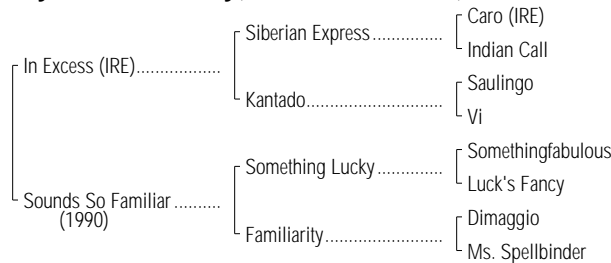 Caro (IRE)
Siberian Express...............
Indian Call
In Excess (IRE)..................
Saulingo
Kantado.............................
Vi
Somethingfabulous
Something Lucky..............
Luck's Fancy
Sounds So Familiar ..........
(1990)
Dimaggio
Familiarity.........................
Ms. Spellbinder